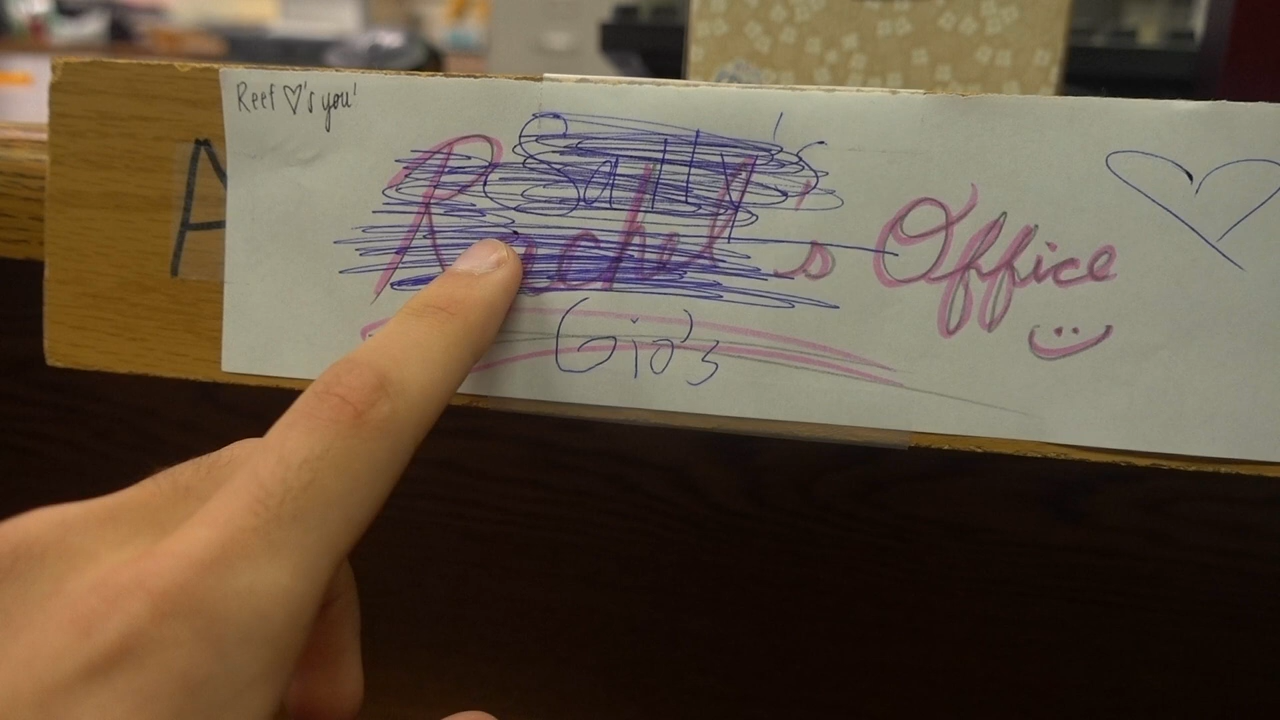 Reef ♡'s you!
Sally's
Rachel's Office
Gio's
A